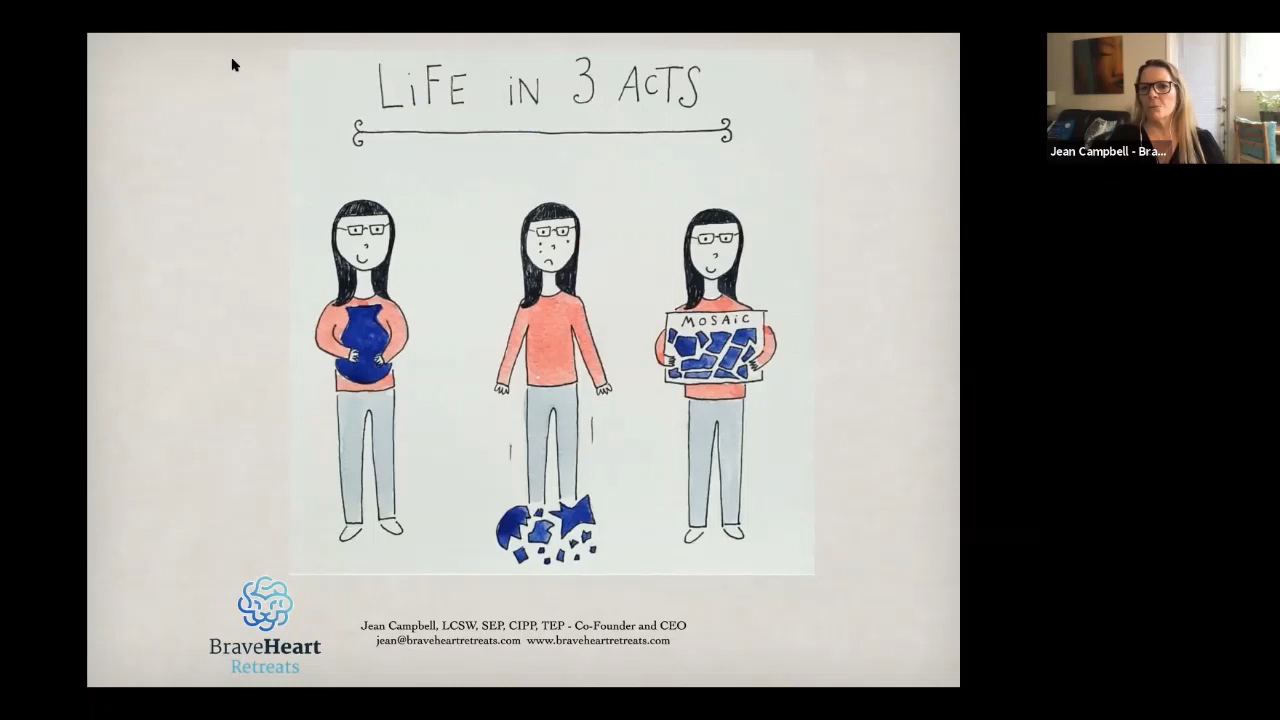 LiFE iN 3 ACTS
MOSAiC
Jean Campbell - Bra...
BraveHeart
Retreats
Jean Campbell, LCSW, SEP, CIPP, TEP - Co-Founder and CEO
jean@braveheartretreats.com www.braveheartretreats.com